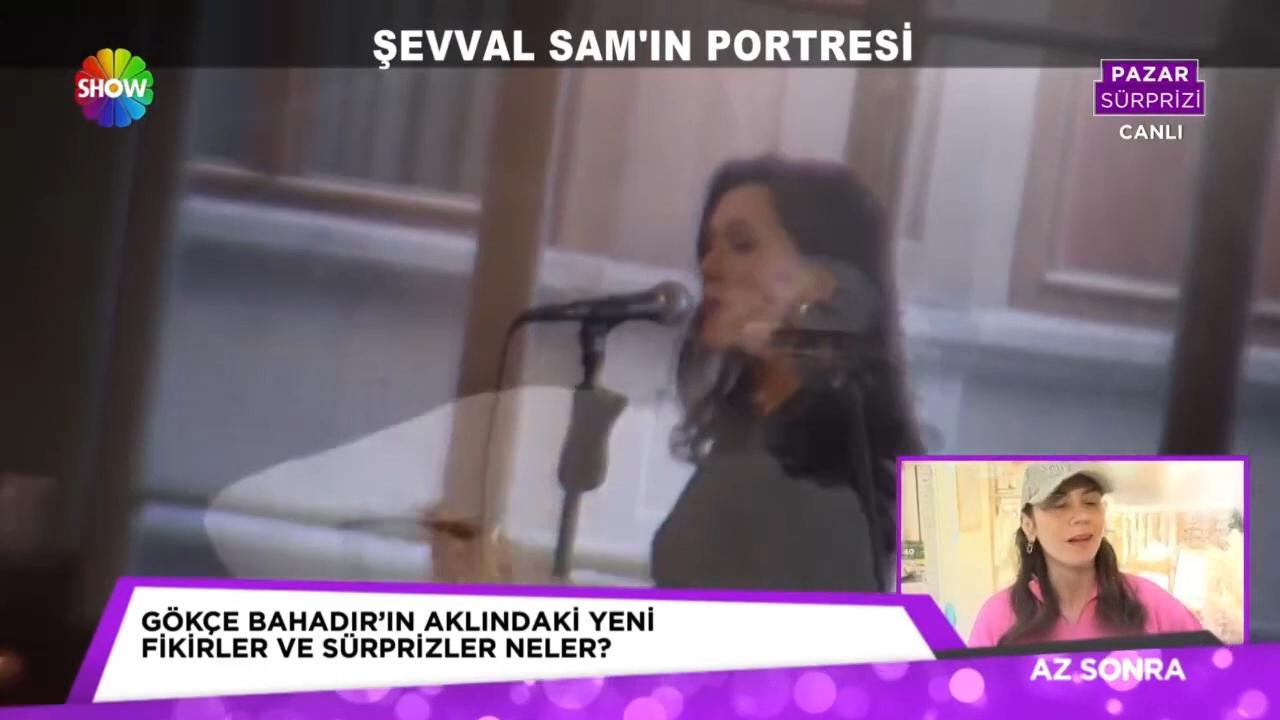 ŞEVVAL SAM'IN PORTRESİ
SHOW
PAZAR
SÜRPRİZİ
CANLI
GÖKÇE BAHADIR'IN AKLINDAKİ YENİ
FİKİRLER VE SÜRPRİZLER NELER?
AZ SONRA